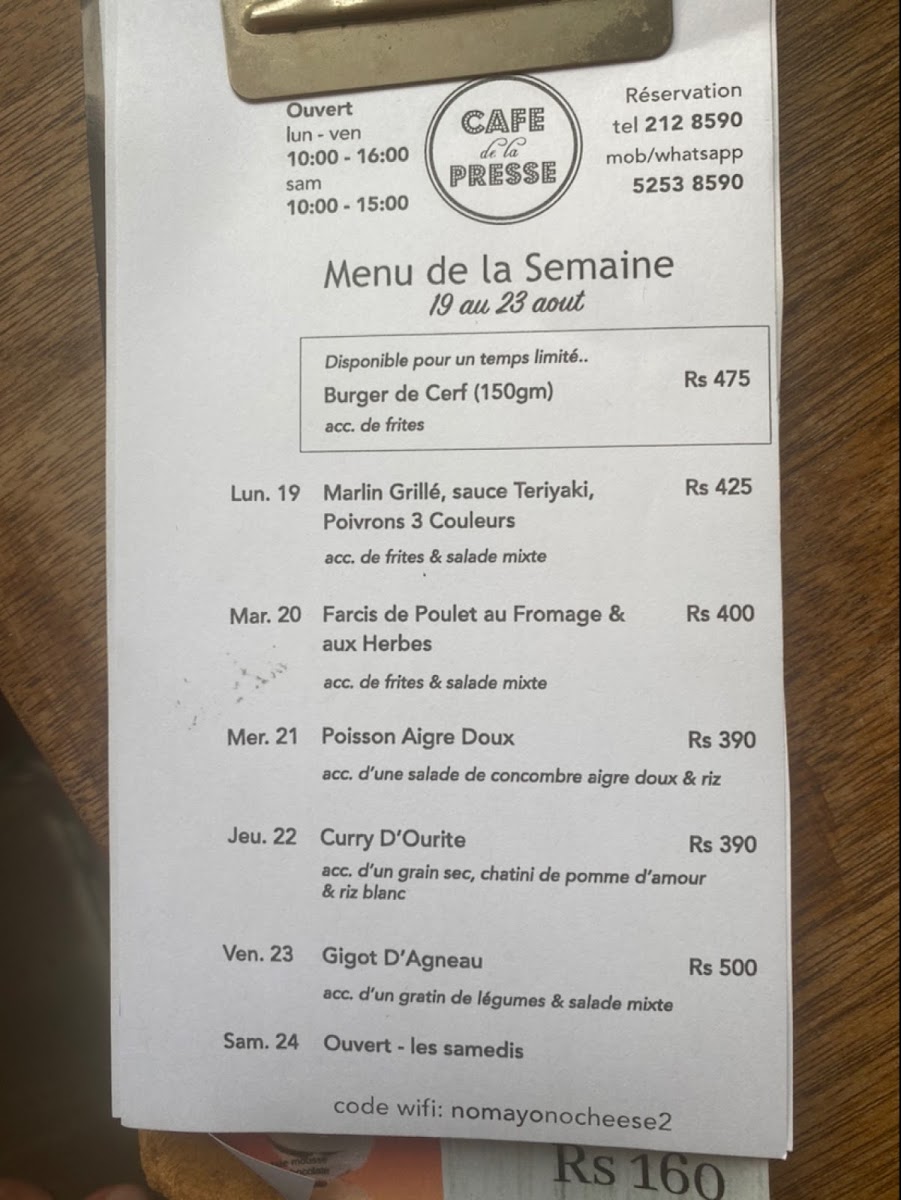 Ouvert
lun - ven
10:00 - 16:00
sam
10:00 - 15:00
CAFE
de la
PRESSE
Réservation
tel 212 8590
mob/whatsapp
5253 8590
Menu de la Semaine
19 au 23 aout
Disponible pour un temps limité..
Burger de Cerf (150gm) Rs 475
acc. de frites
Lun. 19 Marlin Grillé, sauce Teriyaki, Rs 425
Poivrons 3 Couleurs
acc. de frites & salade mixte
Mar. 20 Farcis de Poulet au Fromage & Rs 400
aux Herbes
acc. de frites & salade mixte
Mer. 21 Poisson Aigre Doux Rs 390
acc. d'une salade de concombre aigre doux & riz
Jeu. 22 Curry D'Ourite Rs 390
acc. d'un grain sec, chatini de pomme d'amour
& riz blanc
Ven. 23 Gigot D'Agneau Rs 500
acc. d'un gratin de légumes & salade mixte
Sam. 24 Ouvert - les samedis
code wifi: nomayonocheese2
Rs 160